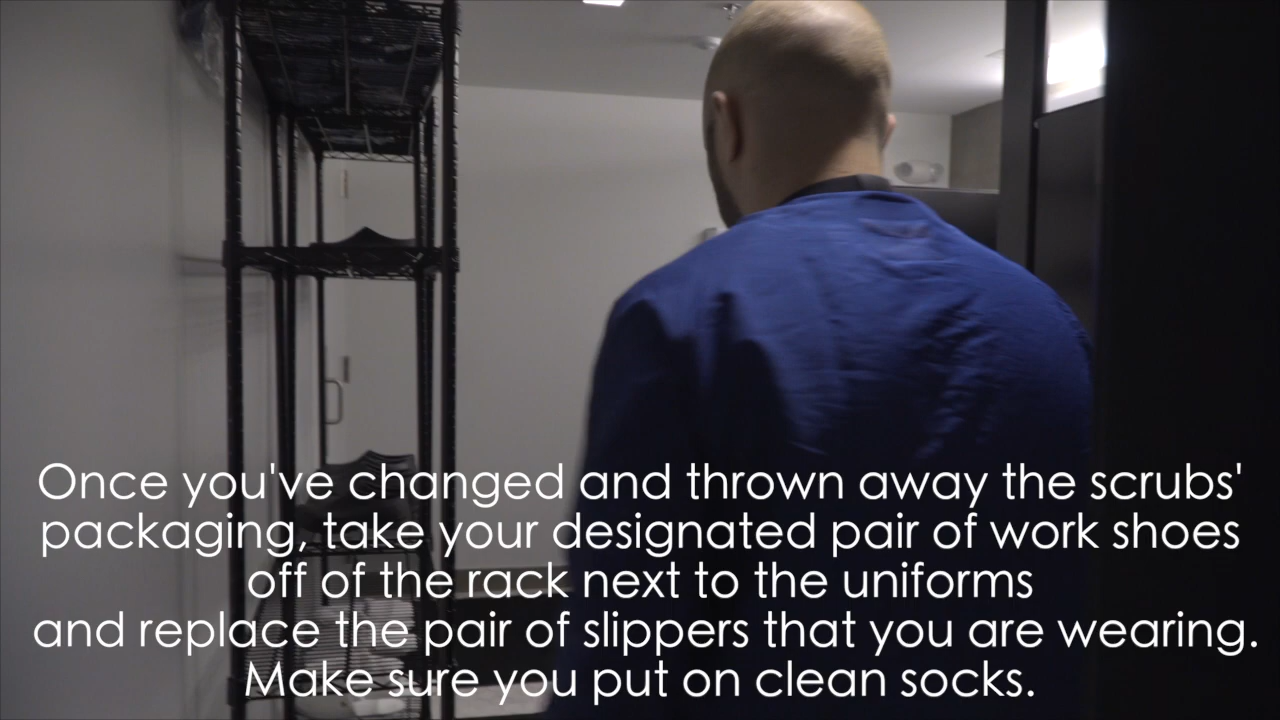 Once you've changed and thrown away the scrubs'
packaging, take your designated pair of work shoes
off of the rack next to the uniforms
and replace the pair of slippers that you are wearing.
Make sure you put on clean socks.